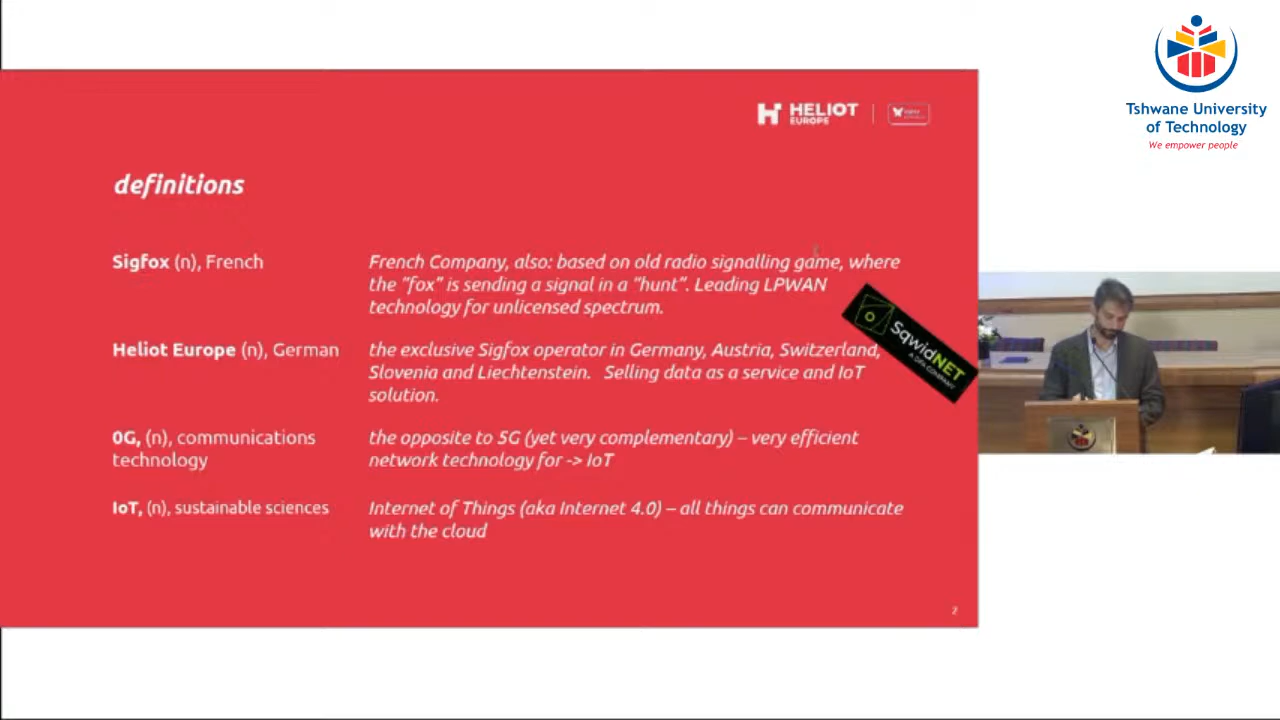 Tshwane University
of Technology
We empower people
HELIOT
EUROPE
definitions
Sigfox (n), French
French Company, also: based on old radio signalling game, where
the “fox” is sending a signal in a “hunt”. Leading LPWAN
technology for unlicensed spectrum.
SqwidNET
A DFA COMPANY
Heliot Europe (n), German
the exclusive Sigfox operator in Germany, Austria, Switzerland,
Slovenia and Liechtenstein.   Selling data as a service and IoT
solution.
0G, (n), communications
technology
the opposite to 5G (yet very complementary) – very efficient
network technology for -> IoT
IoT, (n), sustainable sciences
Internet of Things (aka Internet 4.0) – all things can communicate
with the cloud
2